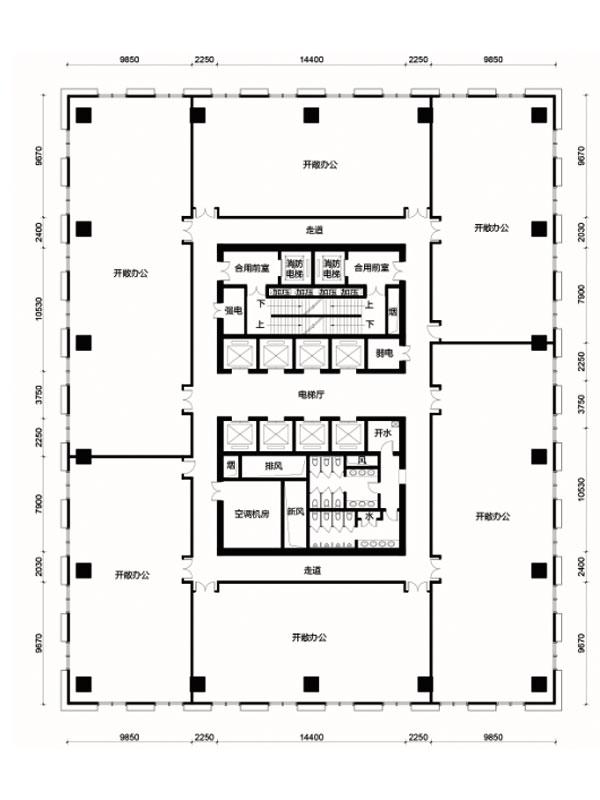 9850 2250 14400 2250 9850
9670
9670
开敞办公
开敞办公
2400
走道
2030
开敞办公
合用前室
消防
电梯
消防
电梯
合用前室
10530
7900
加压 加压 加压 加压
强电
下
上
烟
上
下
2250
弱电
3750
电梯厅
3750
2250
开水
烟
排风
风
10530
7900
空调机房
新风
水
开敞办公
2030
开敞办公
走道
2400
9670
开敞办公
9670
9850 2250 14400 2250 9850